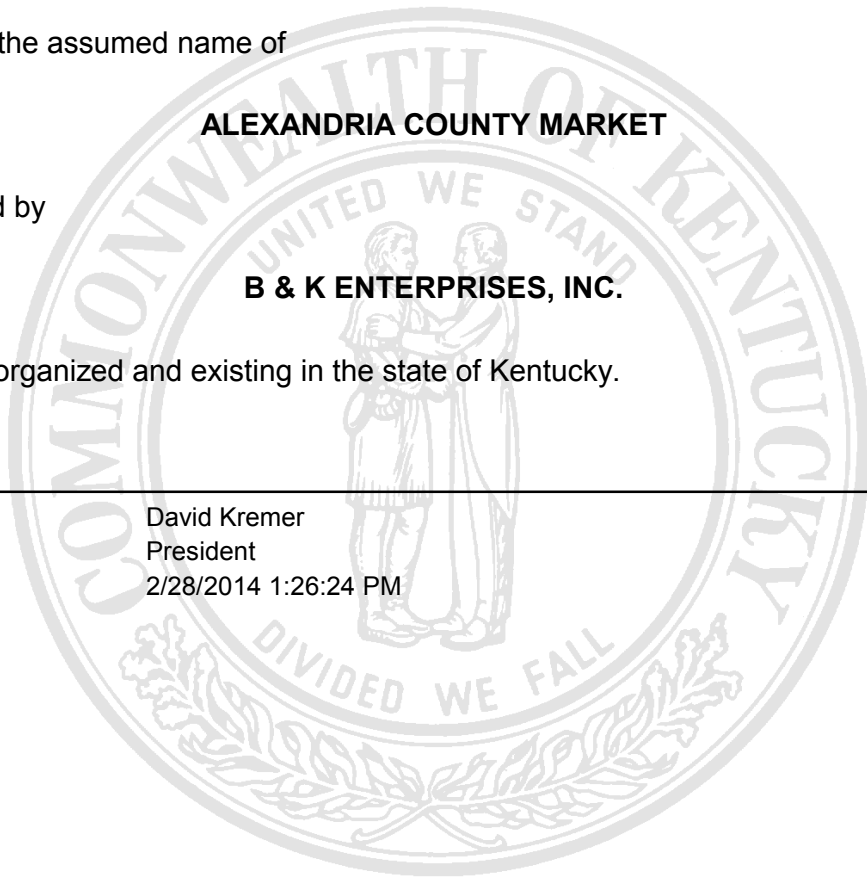 the assumed name of
ALEXANDRIA COUNTY MARKET
d by
B & K ENTERPRISES, INC.
organized and existing in the state of Kentucky.
David Kremer
President
2/28/2014 1:26:24 PM
COMMONWEALTH OF KENTUCKY
UNITED WE STAND
DIVIDED WE FALL